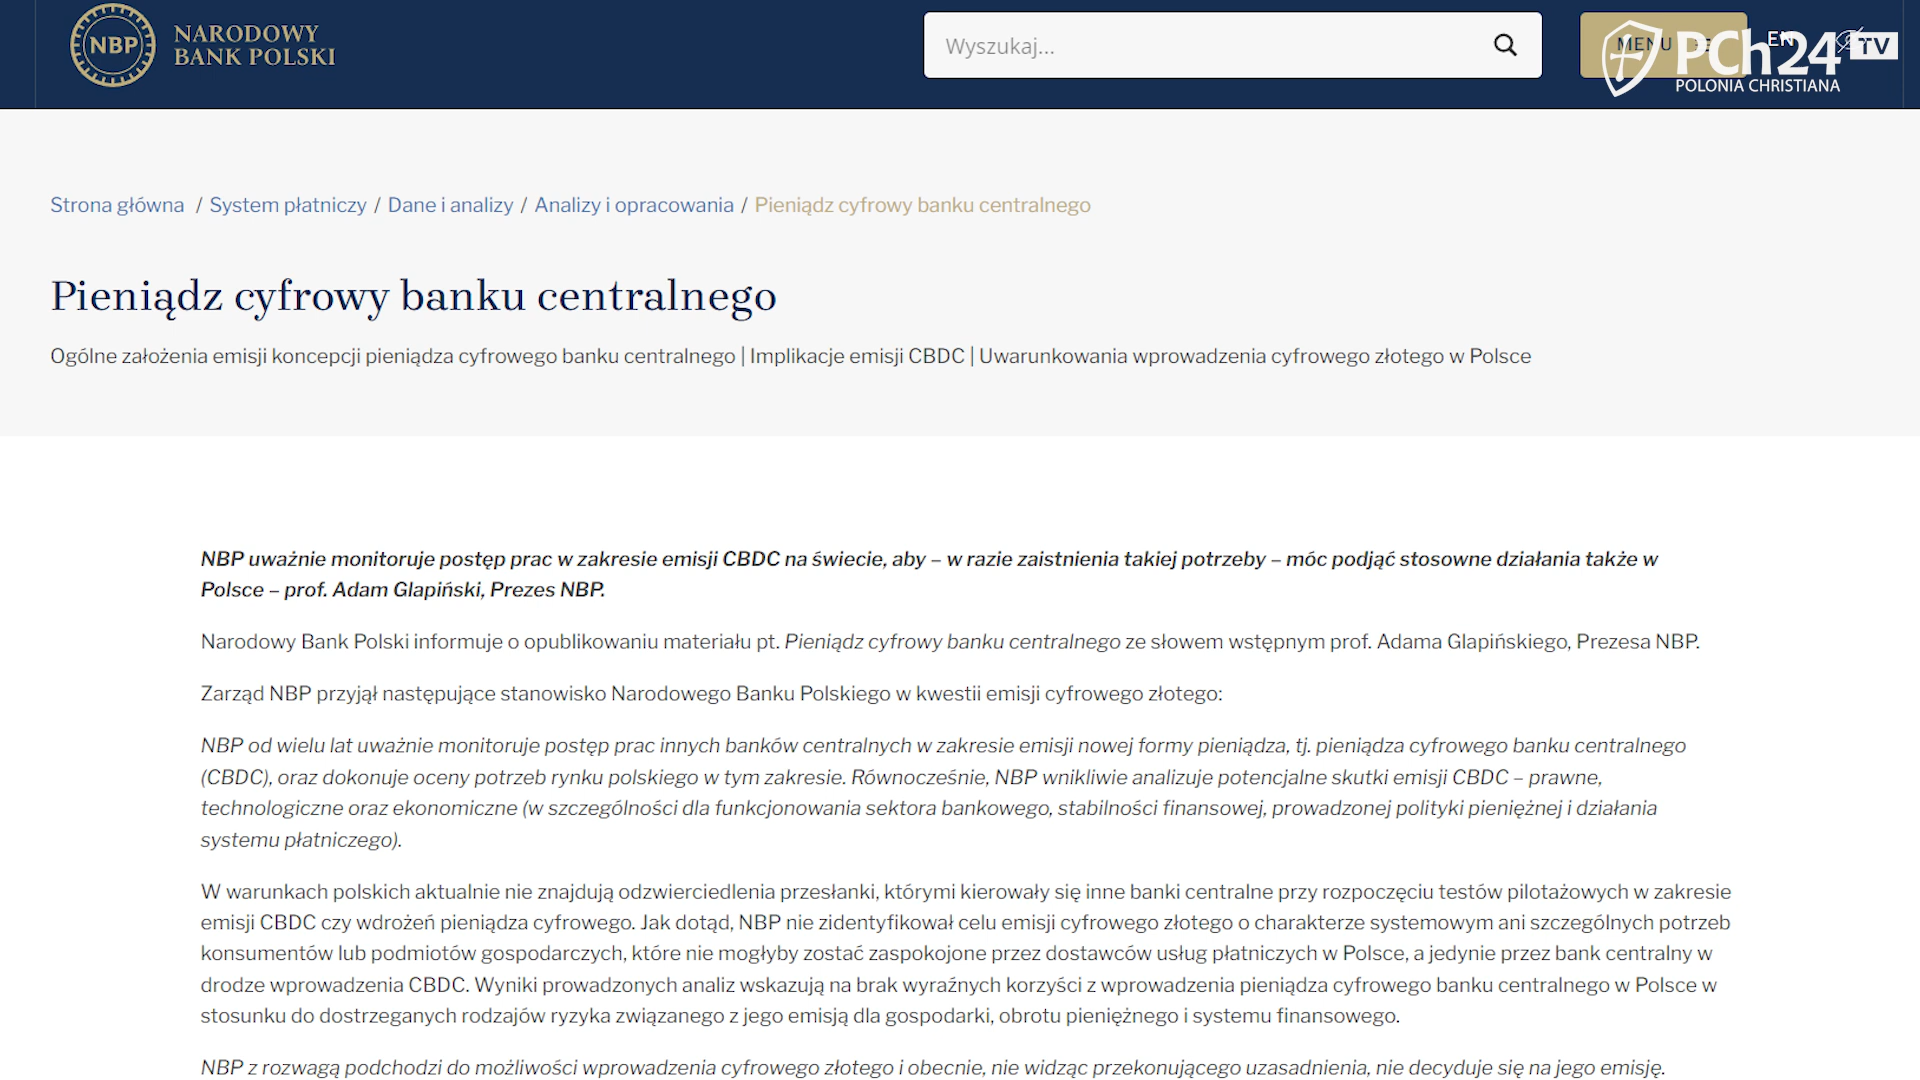 NBP
NARODOWY
BANK POLSKI
Wyszukaj...
MENU
EN
PCh24 TV
POLONIA CHRISTIANA
Strona główna / System płatniczy / Dane i analizy / Analizy i opracowania / Pieniądz cyfrowy banku centralnego
Pieniądz cyfrowy banku centralnego
Ogólne założenia emisji koncepcji pieniądza cyfrowego banku centralnego | Implikacje emisji CBDC | Uwarunkowania wprowadzenia cyfrowego złotego w Polsce
NBP uważnie monitoruje postęp prac w zakresie emisji CBDC na świecie, aby – w razie zaistnienia takiej potrzeby – móc podjąć stosowne działania także w
Polsce – prof. Adam Glapiński, Prezes NBP.
Narodowy Bank Polski informuje o opublikowaniu materiału pt. Pieniądz cyfrowy banku centralnego ze słowem wstępnym prof. Adama Glapińskiego, Prezesa NBP.
Zarząd NBP przyjął następujące stanowisko Narodowego Banku Polskiego w kwestii emisji cyfrowego złotego:
NBP od wielu lat uważnie monitoruje postęp prac innych banków centralnych w zakresie emisji nowej formy pieniądza, tj. pieniądza cyfrowego banku centralnego
(CBDC), oraz dokonuje oceny potrzeb rynku polskiego w tym zakresie. Równocześnie, NBP wnikliwie analizuje potencjalne skutki emisji CBDC – prawne,
technologiczne oraz ekonomiczne (w szczególności dla funkcjonowania sektora bankowego, stabilności finansowej, prowadzonej polityki pieniężnej i działania
systemu płatniczego).
W warunkach polskich aktualnie nie znajdują odzwierciedlenia przesłanki, którymi kierowały się inne banki centralne przy rozpoczęciu testów pilotażowych w zakresie
emisji CBDC czy wdrożeń pieniądza cyfrowego. Jak dotąd, NBP nie zidentyfikował celu emisji cyfrowego złotego o charakterze systemowym ani szczególnych potrzeb
konsumentów lub podmiotów gospodarczych, które nie mogłyby zostać zaspokojone przez dostawców usług płatniczych w Polsce, a jedynie przez bank centralny w
drodze wprowadzenia CBDC. Wyniki prowadzonych analiz wskazują na brak wyraźnych korzyści z wprowadzenia pieniądza cyfrowego banku centralnego w Polsce w
stosunku do dostrzeganych rodzajów ryzyka związanego z jego emisją dla gospodarki, obrotu pieniężnego i systemu finansowego.
NBP z rozwagą podchodzi do możliwości wprowadzenia cyfrowego złotego i obecnie, nie widząc przekonującego uzasadnienia, nie decyduje się na jego emisję.